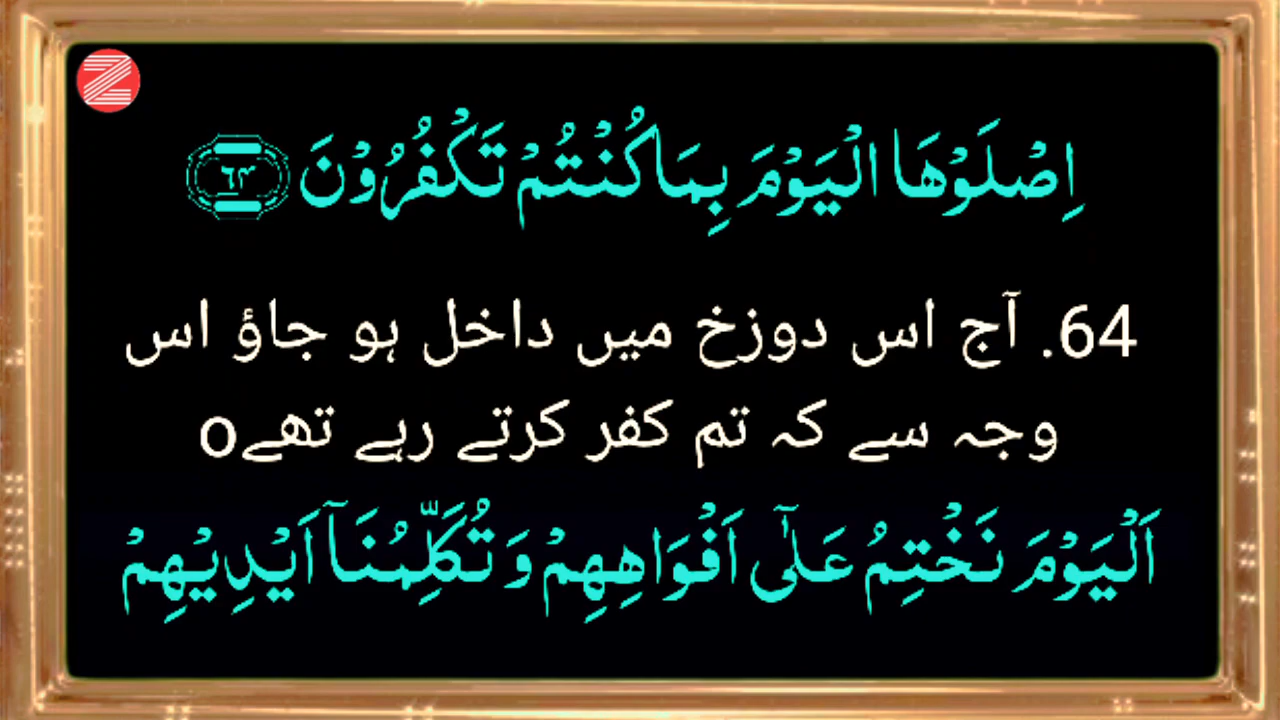 اِصْلَوْهَا الْيَوْمَ بِمَا كُنْتُمْ تَكْفُرُوْنَ ﴿۶۴﴾
64. آج اس دوزخ میں داخل ہو جاؤ اس
وجہ سے کہ تم کفر کرتے رہے تھےo
اَلْيَوْمَ نَخْتِمُ عَلٰٓى اَفْوَاهِهِمْ وَ تُكَلِّمُنَاۤ اَيْدِيْهِمْ